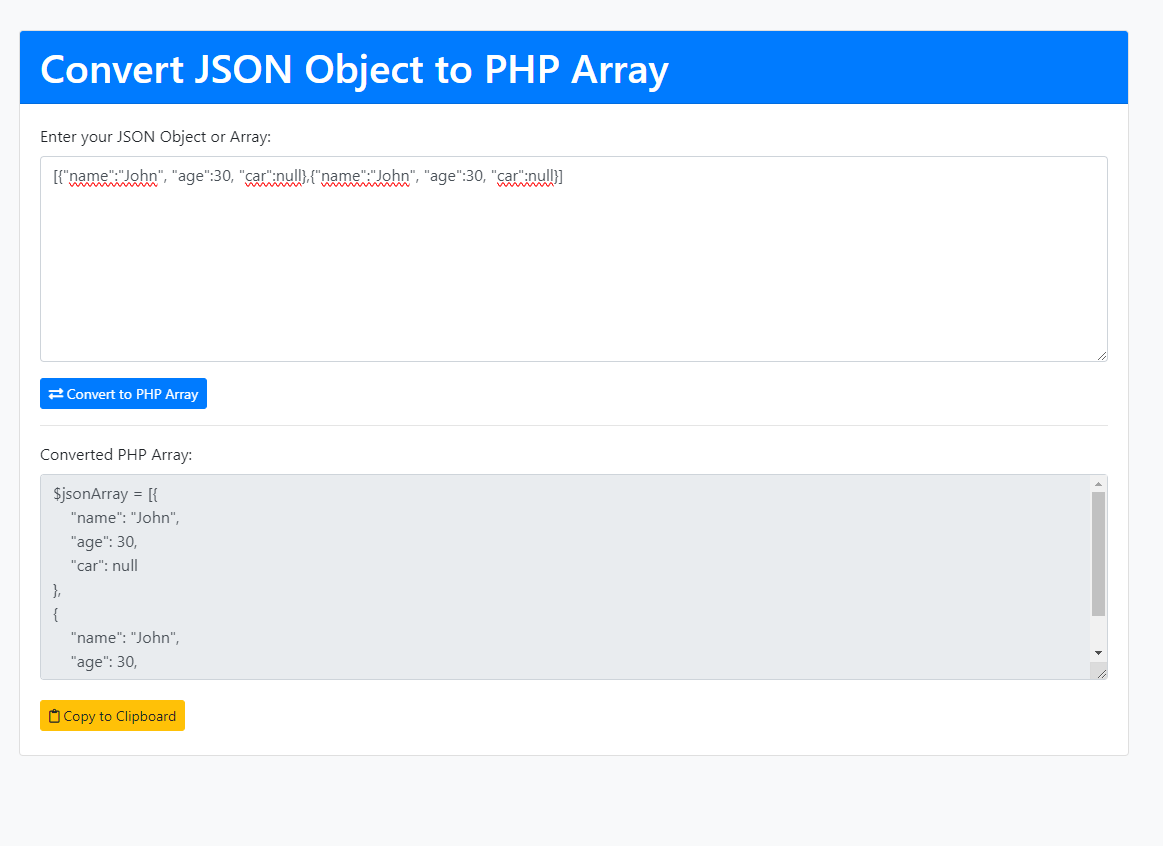 Convert JSON Object to PHP Array
Enter your JSON Object or Array:
[{"name":"John", "age":30, "car":null},{"name":"John", "age":30, "car":null}]
Convert to PHP Array
Converted PHP Array:
$jsonArray = [{
    "name": "John",
    "age": 30,
    "car": null
},
{
    "name": "John",
    "age": 30,
Copy to Clipboard